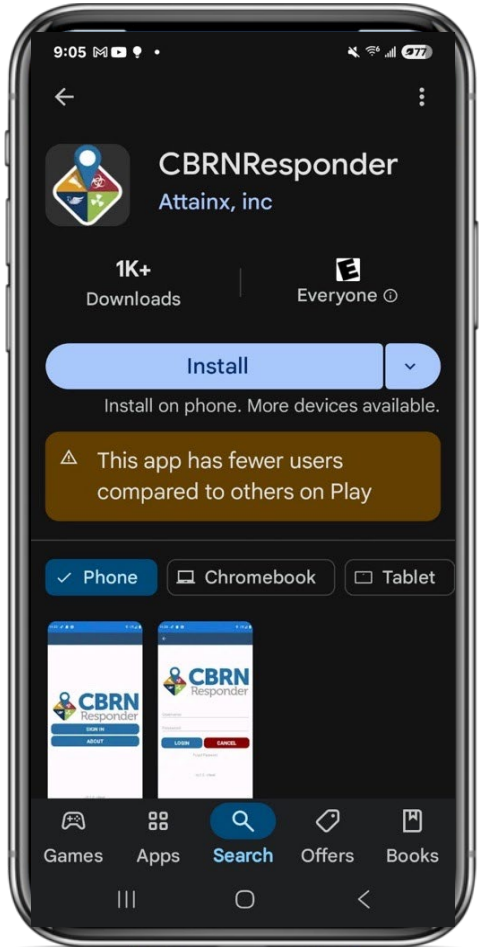 9:05
77
CBRNResponder
Attainx, inc
1K+
Downloads
E
Everyone
Install
Install on phone. More devices available.
This app has fewer users
compared to others on Play
Phone
Chromebook
Tablet
CBRN
Responder
SIGN IN
ABOUT
CBRN
Responder
LOGIN
CANCEL
Games
Apps
Search
Offers
Books